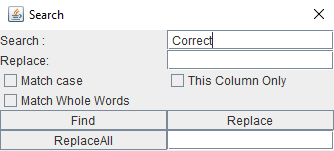 Search
Search : Correct
Replace:
Match case This Column Only
Match Whole Words
Find Replace
ReplaceAll